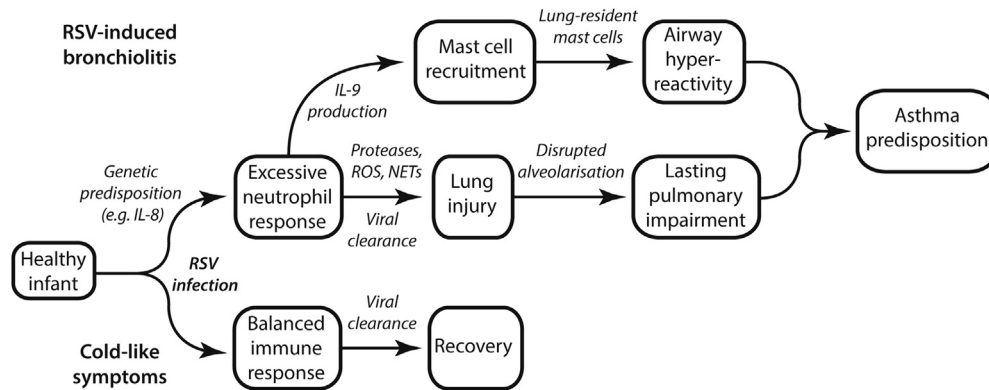 RSV-induced
bronchiolitis
Mast cell
recruitment
Lung-resident
mast cells
Airway
hyper-
reactivity
IL-9
production
Asthma
predisposition
Genetic
predisposition
(e.g. IL-8)
Excessive
neutrophil
response
Proteases,
ROS, NETs
Viral
clearance
Lung
injury
Disrupted
alveolarisation
Lasting
pulmonary
impairment
Healthy
infant
RSV
infection
Cold-like
symptoms
Balanced
immune
response
Viral
clearance
Recovery